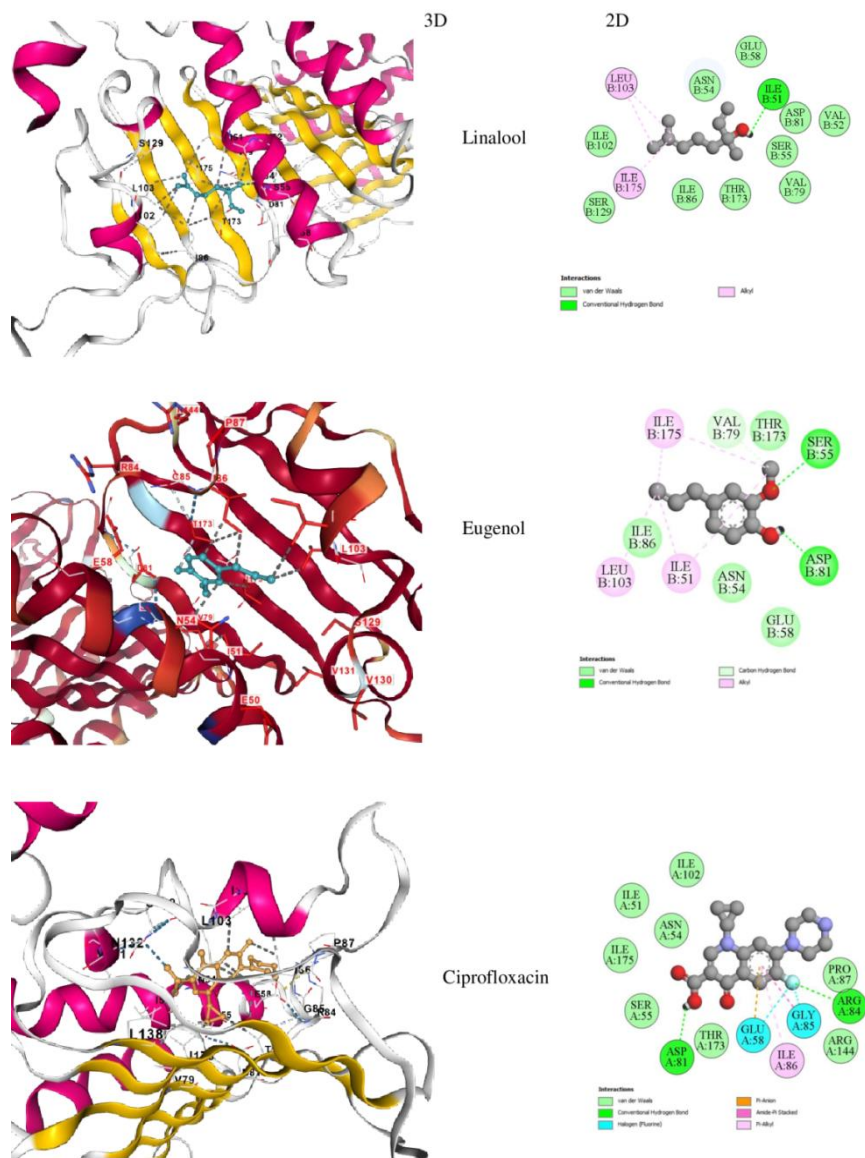 3D
2D
Linalool
S129
L103
I75
T173
D81
I86
GLU
B:58
LEU
B:103
ASN
B:54
ILE
B:51
ASP
B:81
VAL
B:52
ILE
B:102
SER
B:55
ILE
B:175
VAL
B:79
SER
B:129
ILE
B:86
THR
B:173
Interactions
van der Waals
Conventional Hydrogen Bond
Alkyl
Eugenol
P87
R84
C85
I86
T173
E58
L103
N54
V79
I51
S129
V131
V130
E50
ILE
B:175
VAL
B:79
THR
B:173
SER
B:55
ILE
B:86
LEU
B:103
ILE
B:51
ASN
B:54
ASP
B:81
GLU
B:58
Interactions
van der Waals
Conventional Hydrogen Bond
Carbon Hydrogen Bond
Alkyl
Ciprofloxacin
L103
P87
I86
R84
L138
V79
ILE
A:102
ILE
A:51
ASN
A:54
ILE
A:175
PRO
A:87
SER
A:55
ARG
A:84
THR
A:173
GLU
A:58
GLY
A:85
ASP
A:81
ILE
A:86
ARG
A:144
Interactions
van der Waals
Conventional Hydrogen Bond
Halogen (Fluorine)
Pi-Anion
Amide-Pi Stacked
Pi-Alkyl